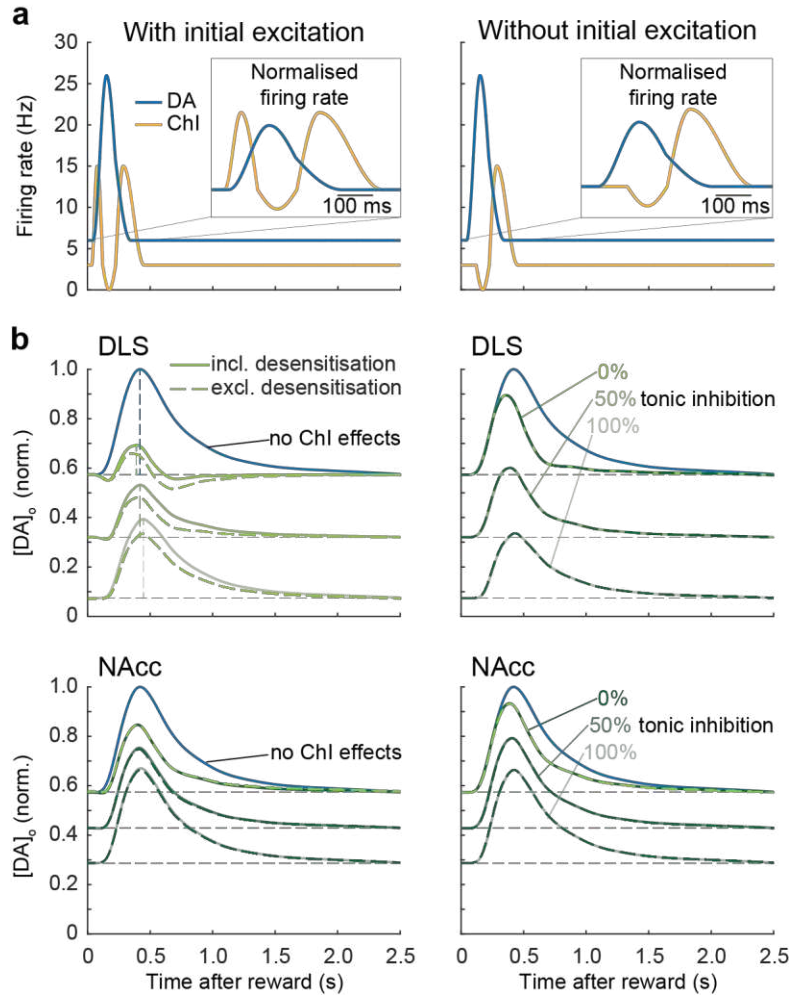 a
With initial excitation
Without initial excitation
30
25
20
15
10
5
0
Firing rate (Hz)
DA
ChI
Normalised
firing rate
100 ms
Normalised
firing rate
100 ms
b
DLS
incl. desensitisation
excl. desensitisation
no ChI effects
1.0
0.8
0.6
0.4
0.2
0
[DA]o (norm.)
DLS
0%
50% tonic inhibition
100%
NAcc
no ChI effects
1.0
0.8
0.6
0.4
0.2
0
[DA]o (norm.)
0 0.5 1.0 1.5 2.0 2.5
Time after reward (s)
NAcc
0%
50% tonic inhibition
100%
0 0.5 1.0 1.5 2.0 2.5
Time after reward (s)